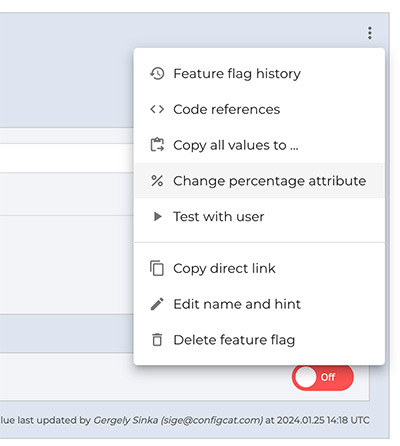 Feature flag history
Code references
Copy all values to ...
Change percentage attribute
Test with user
Copy direct link
Edit name and hint
Delete feature flag
Off
last updated by Gergely Sinka (sige@configcat.com) at 2024.01.25 14:18 UTC